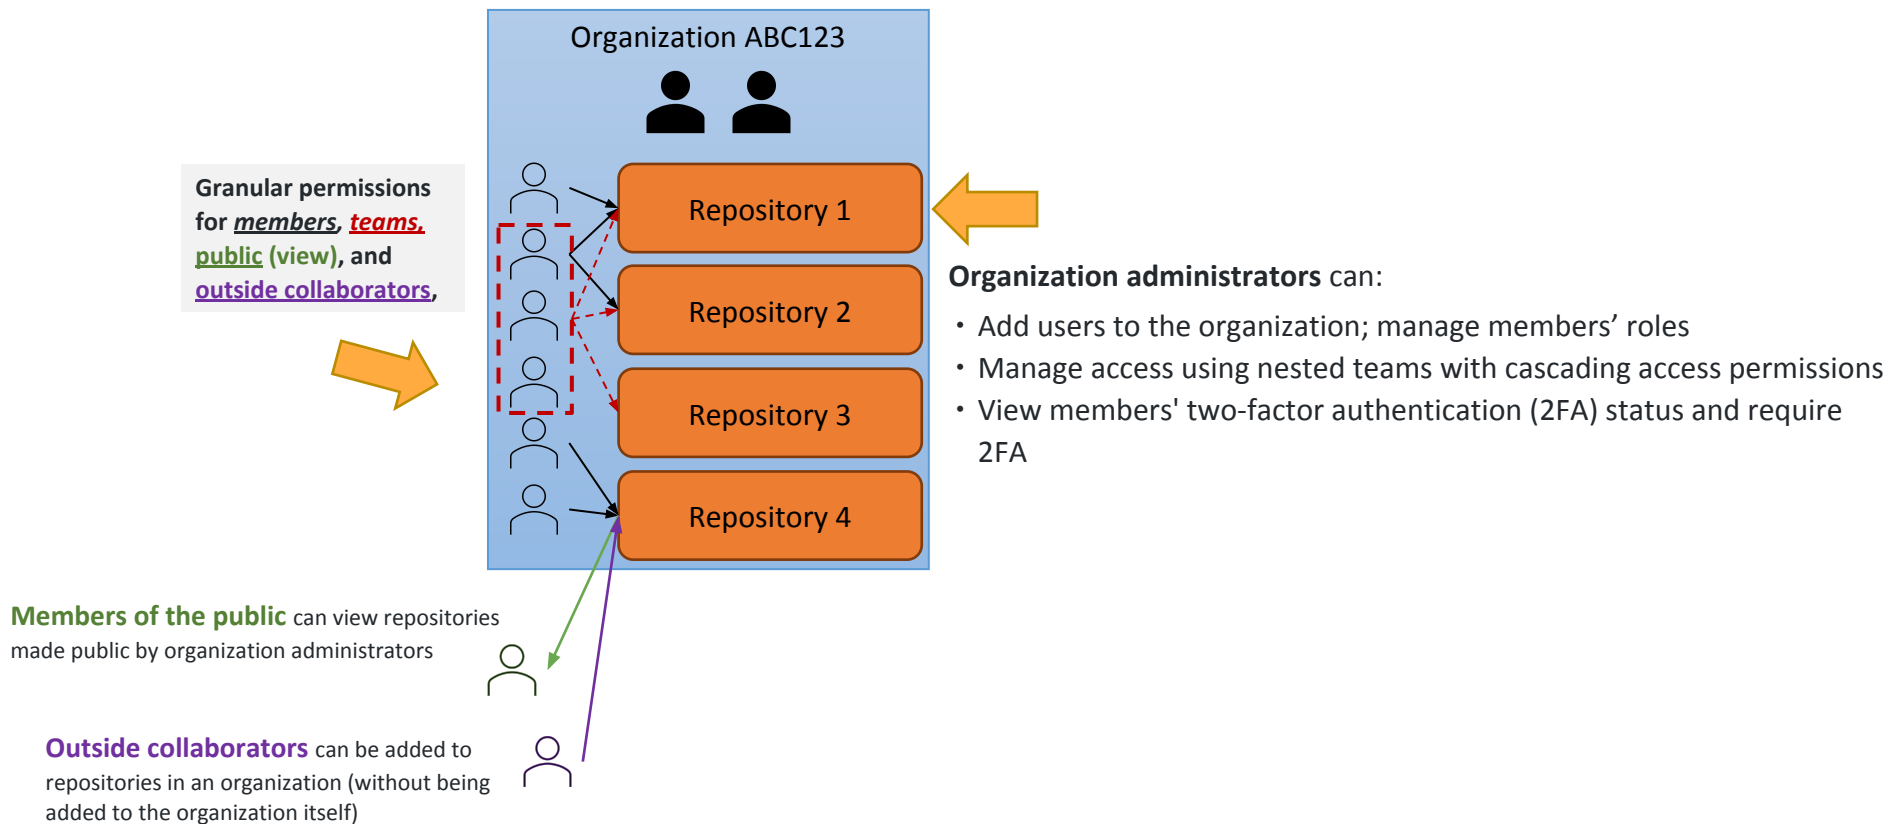 Organization ABC123
Granular permissions
for members, teams,
public (view), and
outside collaborators,
Repository 1
Repository 2
Repository 3
Repository 4
Organization administrators can:
• Add users to the organization; manage members’ roles
• Manage access using nested teams with cascading access permissions
• View members' two-factor authentication (2FA) status and require
2FA
Members of the public can view repositories
made public by organization administrators
Outside collaborators can be added to
repositories in an organization (without being
added to the organization itself)